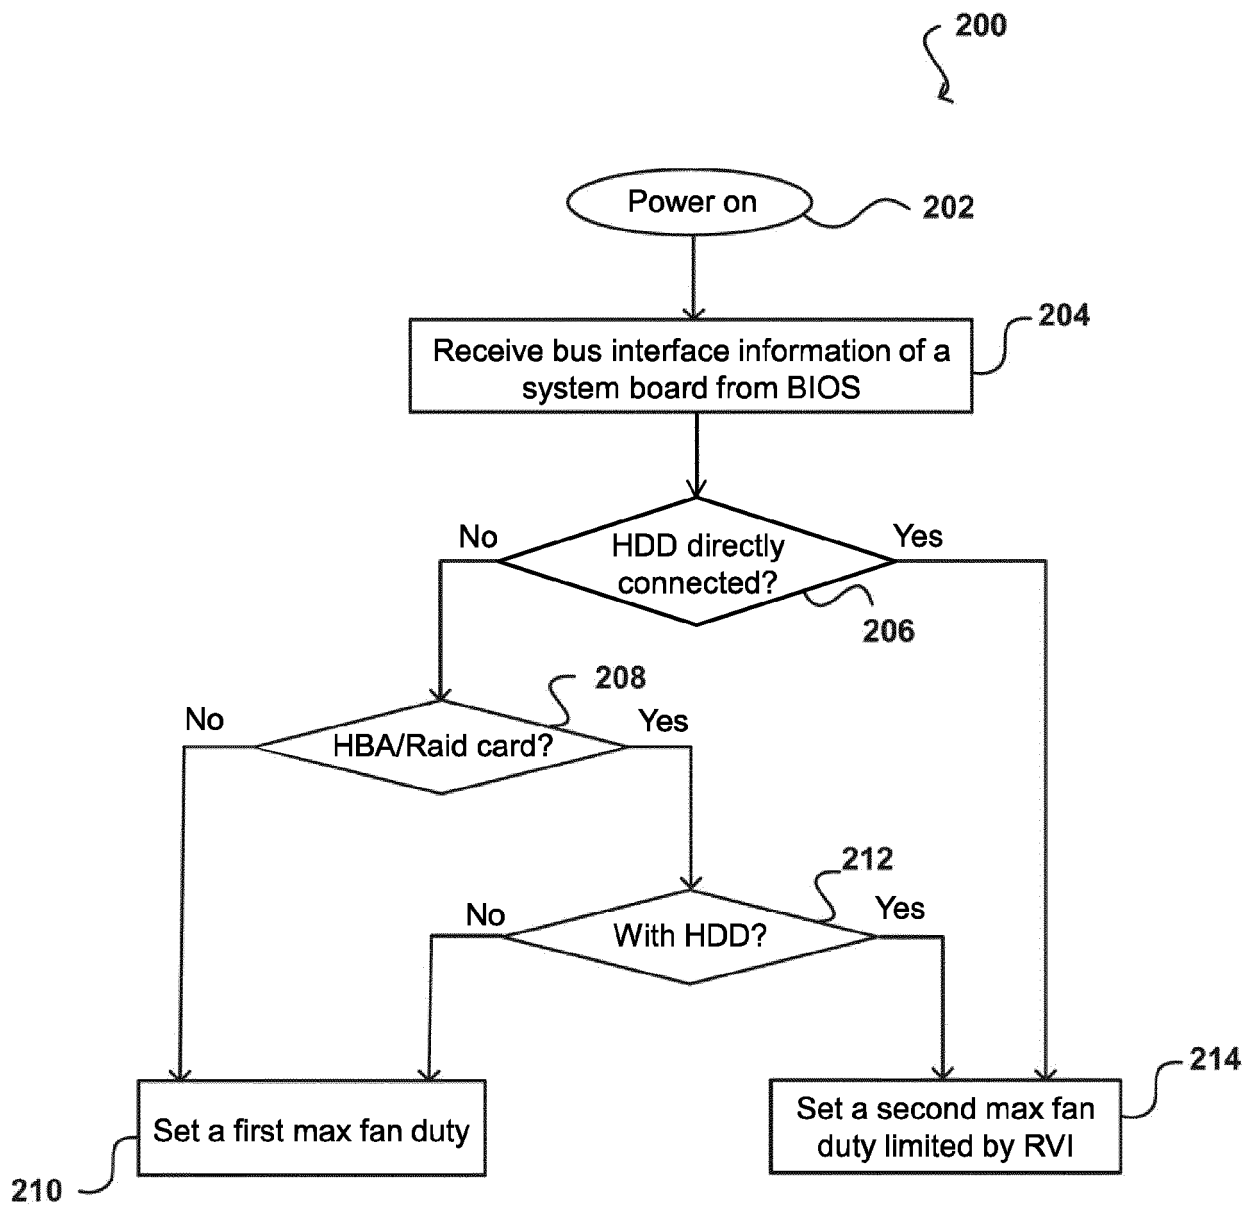 200
Power on
202
204
Receive bus interface information of a
system board from BIOS
No
Yes
HDD directly
connected?
206
208
No
Yes
HBA/Raid card?
212
No
Yes
With HDD?
214
Set a first max fan duty
Set a second max fan
duty limited by RVI
210